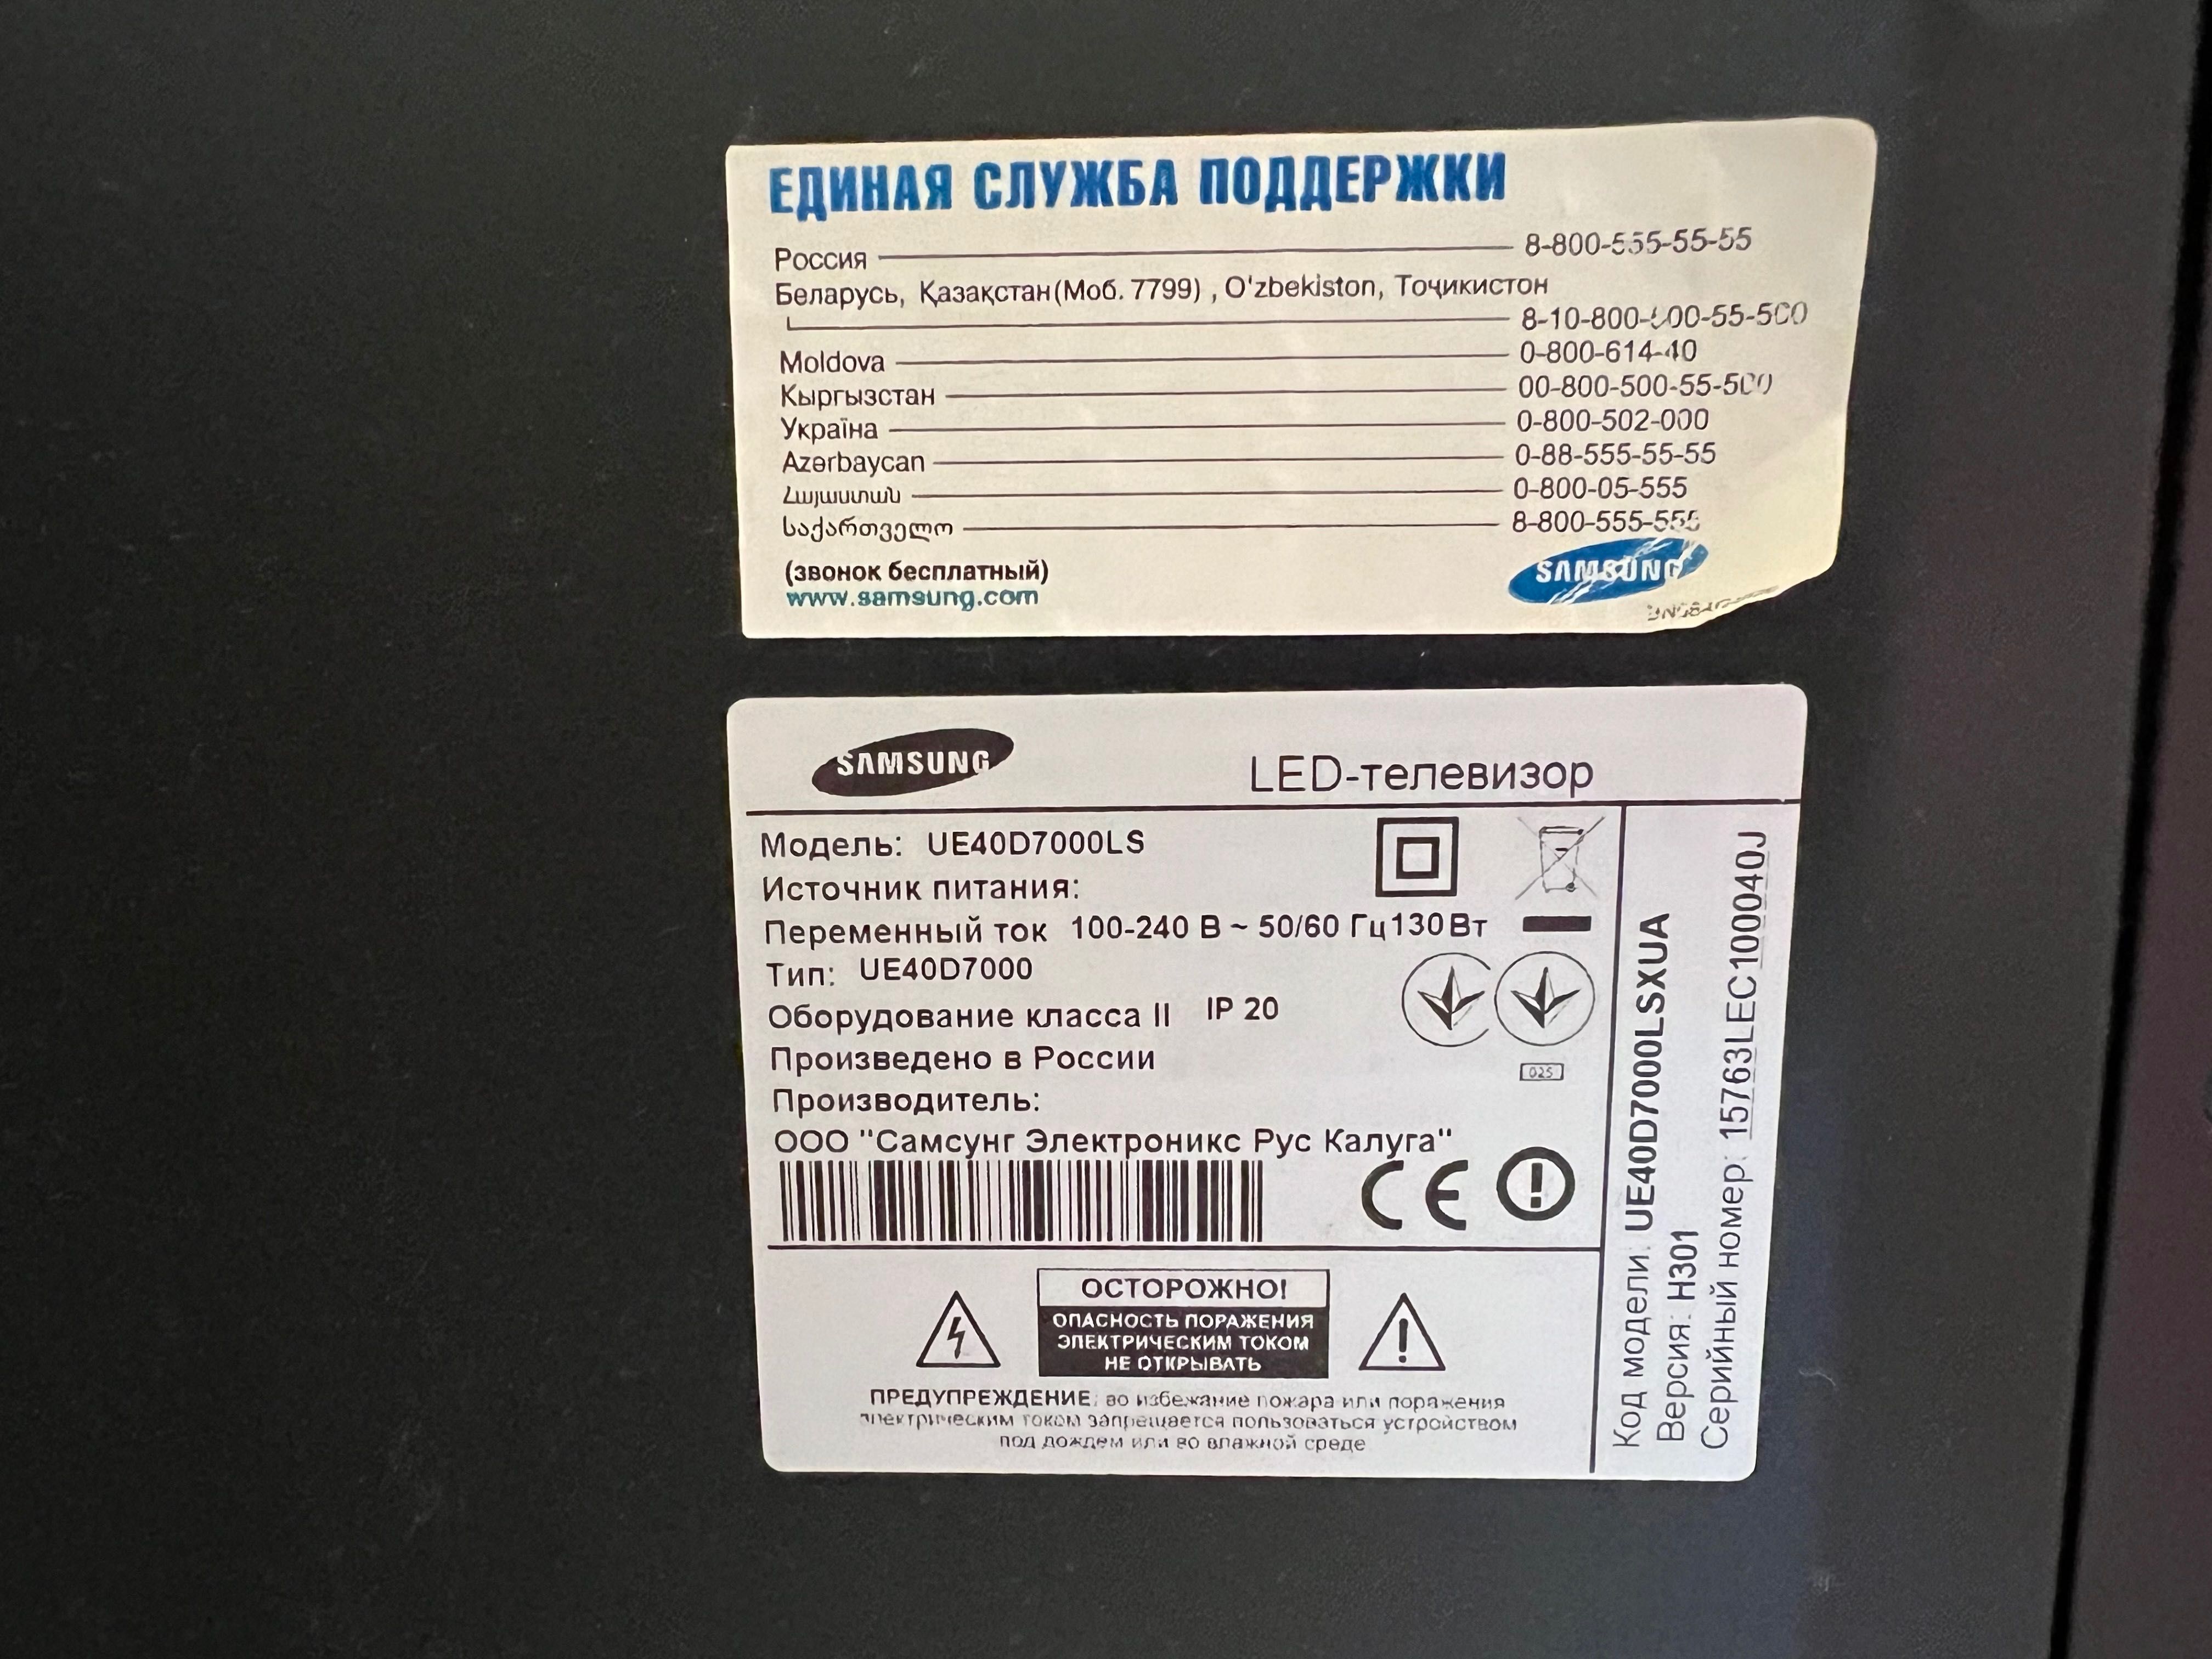 ЕДИНАЯ СЛУЖБА ПОДДЕРЖКИ
Россия 8-800-555-55-55
Беларусь, Қазақстан(Моб. 7799) , O'zbekiston, Тоҷикистон
8-10-800-500-55-500
Moldova 0-800-614-40
Кыргызстан 00-800-500-55-500
Україна 0-800-502-000
Azərbaycan 0-88-555-55-55
Հայաստան 0-800-05-555
საქართველო 8-800-555-555
(звонок бесплатный)
www.samsung.com
SAMSUNG
SAMSUNG
LED-телевизор
Модель: UE40D7000LS
Источник питания:
Переменный ток 100-240 В ~ 50/60 Гц 130 Вт
Тип: UE40D7000
Оборудование класса II IP 20
Произведено в России
025
Производитель:
ООО "Самсунг Электроникс Рус Калуга"
CE
ОСТОРОЖНО!
ОПАСНОСТЬ ПОРАЖЕНИЯ
ЭЛЕКТРИЧЕСКИМ ТОКОМ
НЕ ОТКРЫВАТЬ
ПРЕДУПРЕЖДЕНИЕ: во избежание пожара или поражения
электрическим током запрещается пользоваться устройством
под дождем или во влажной среде
Код модели: UE40D7000LSXUA
Версия: H301
Серийный номер: 15763LEC100040J